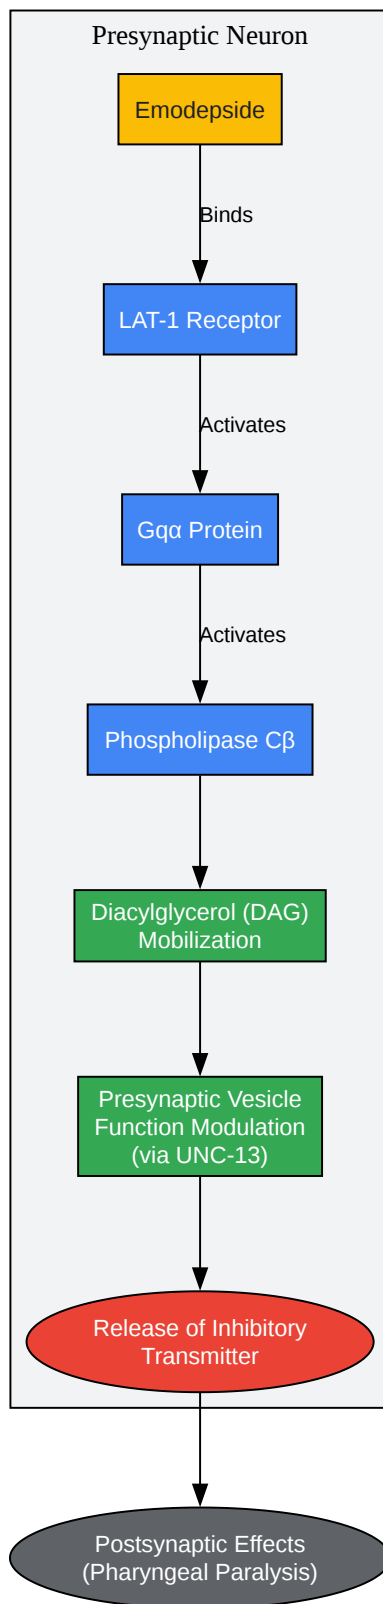 Presynaptic Neuron
Emodepside
Binds
LAT-1 Receptor
Activates
Gqα Protein
Activates
Phospholipase Cβ
Diacylglycerol (DAG)
Mobilization
Presynaptic Vesicle
Function Modulation
(via UNC-13)
Release of Inhibitory
Transmitter
Postsynaptic Effects
(Pharyngeal Paralysis)